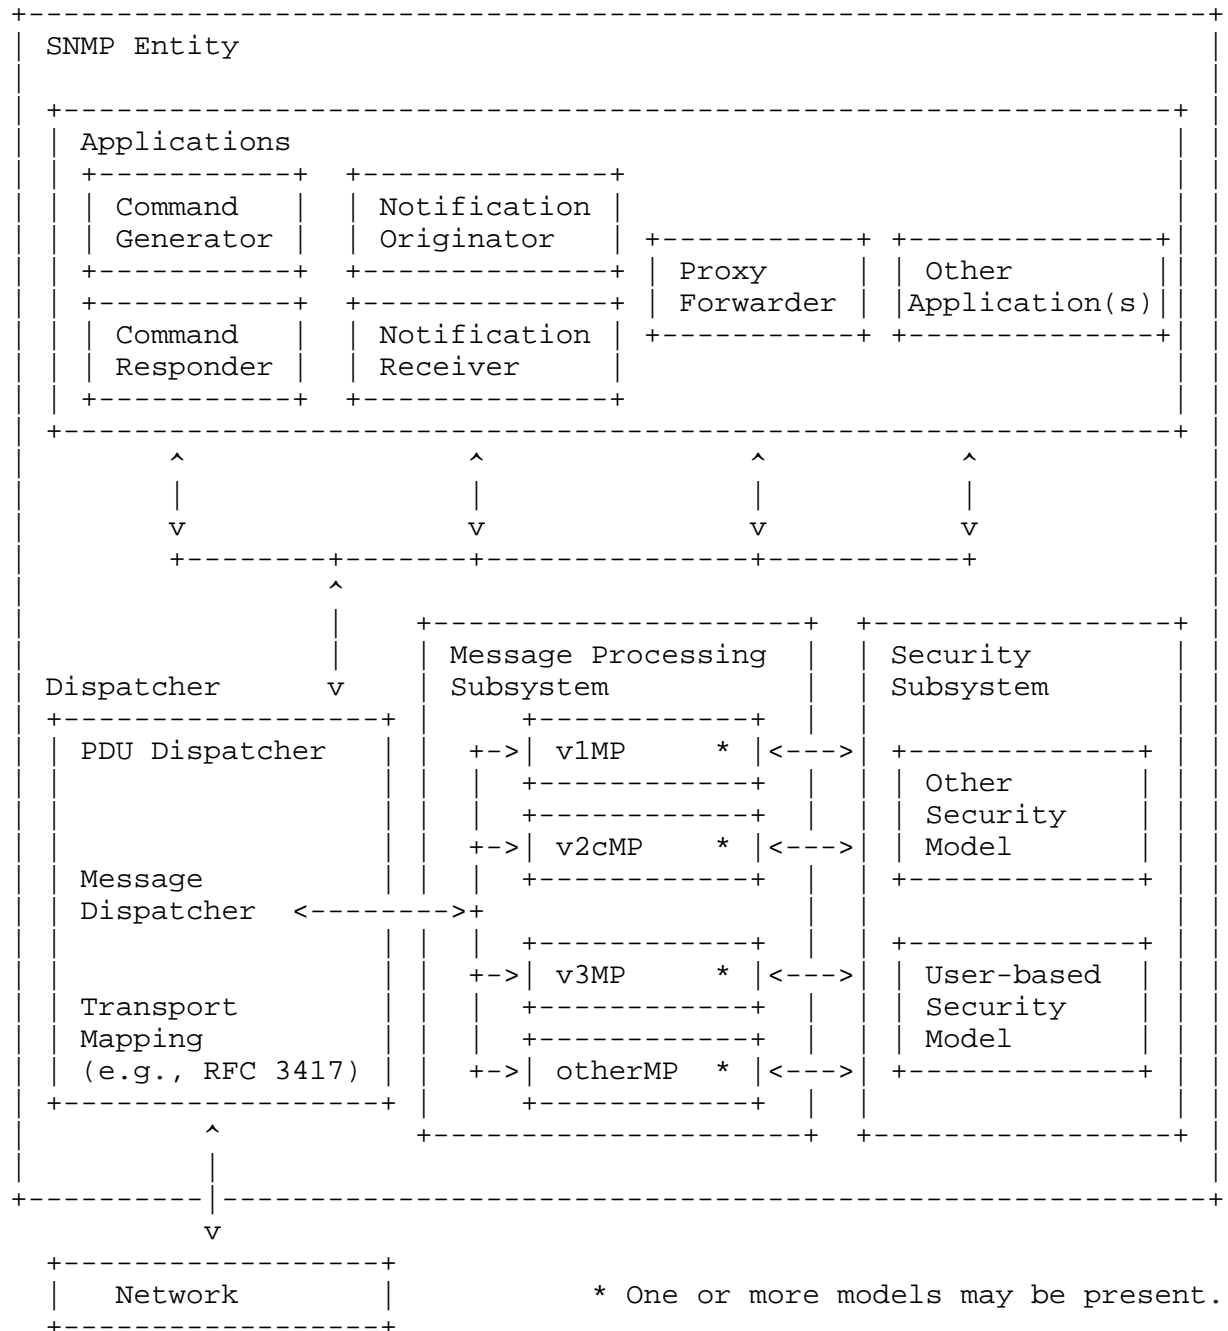 SNMP Entity
Applications
Command Generator
Notification Originator
Proxy Forwarder
Other Application(s)
Command Responder
Notification Receiver
Dispatcher
PDU Dispatcher
Message Dispatcher
Transport Mapping (e.g., RFC 3417)
Message Processing Subsystem
v1MP *
v2cMP *
v3MP *
otherMP *
Security Subsystem
Other Security Model
User-based Security Model
Network
* One or more models may be present.